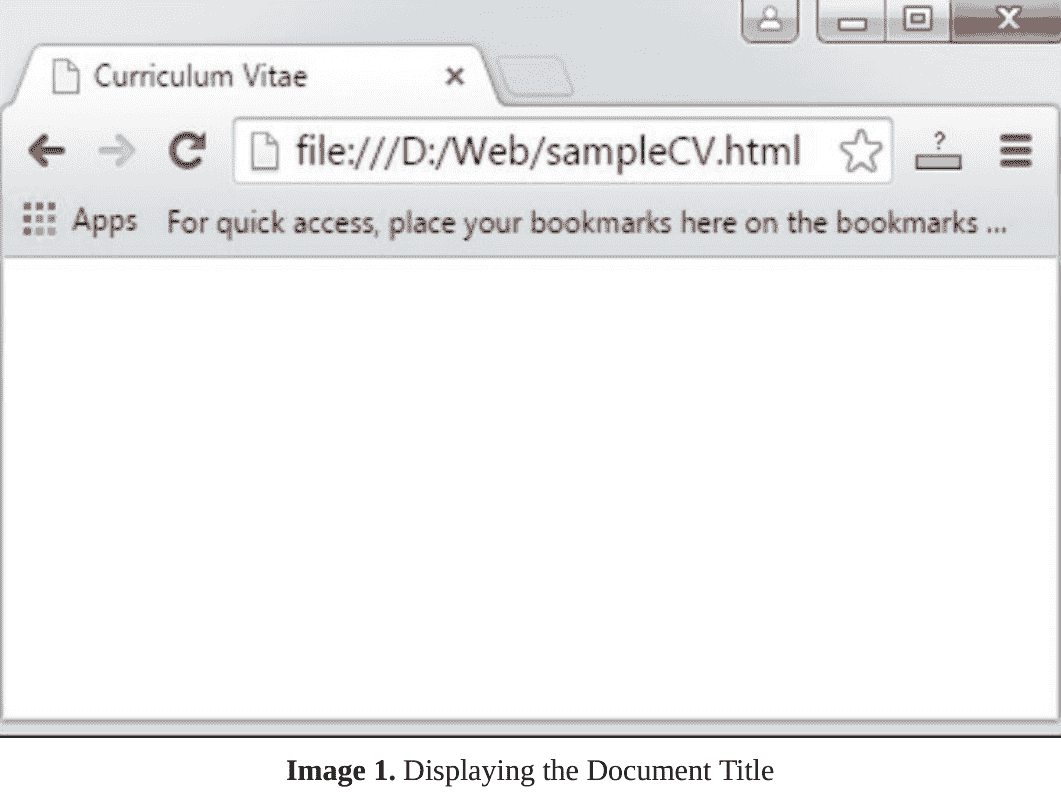 Curriculum Vitae
file:///D:/Web/sampleCV.html
?
Apps For quick access, place your bookmarks here on the bookmarks ...
Image 1. Displaying the Document Title